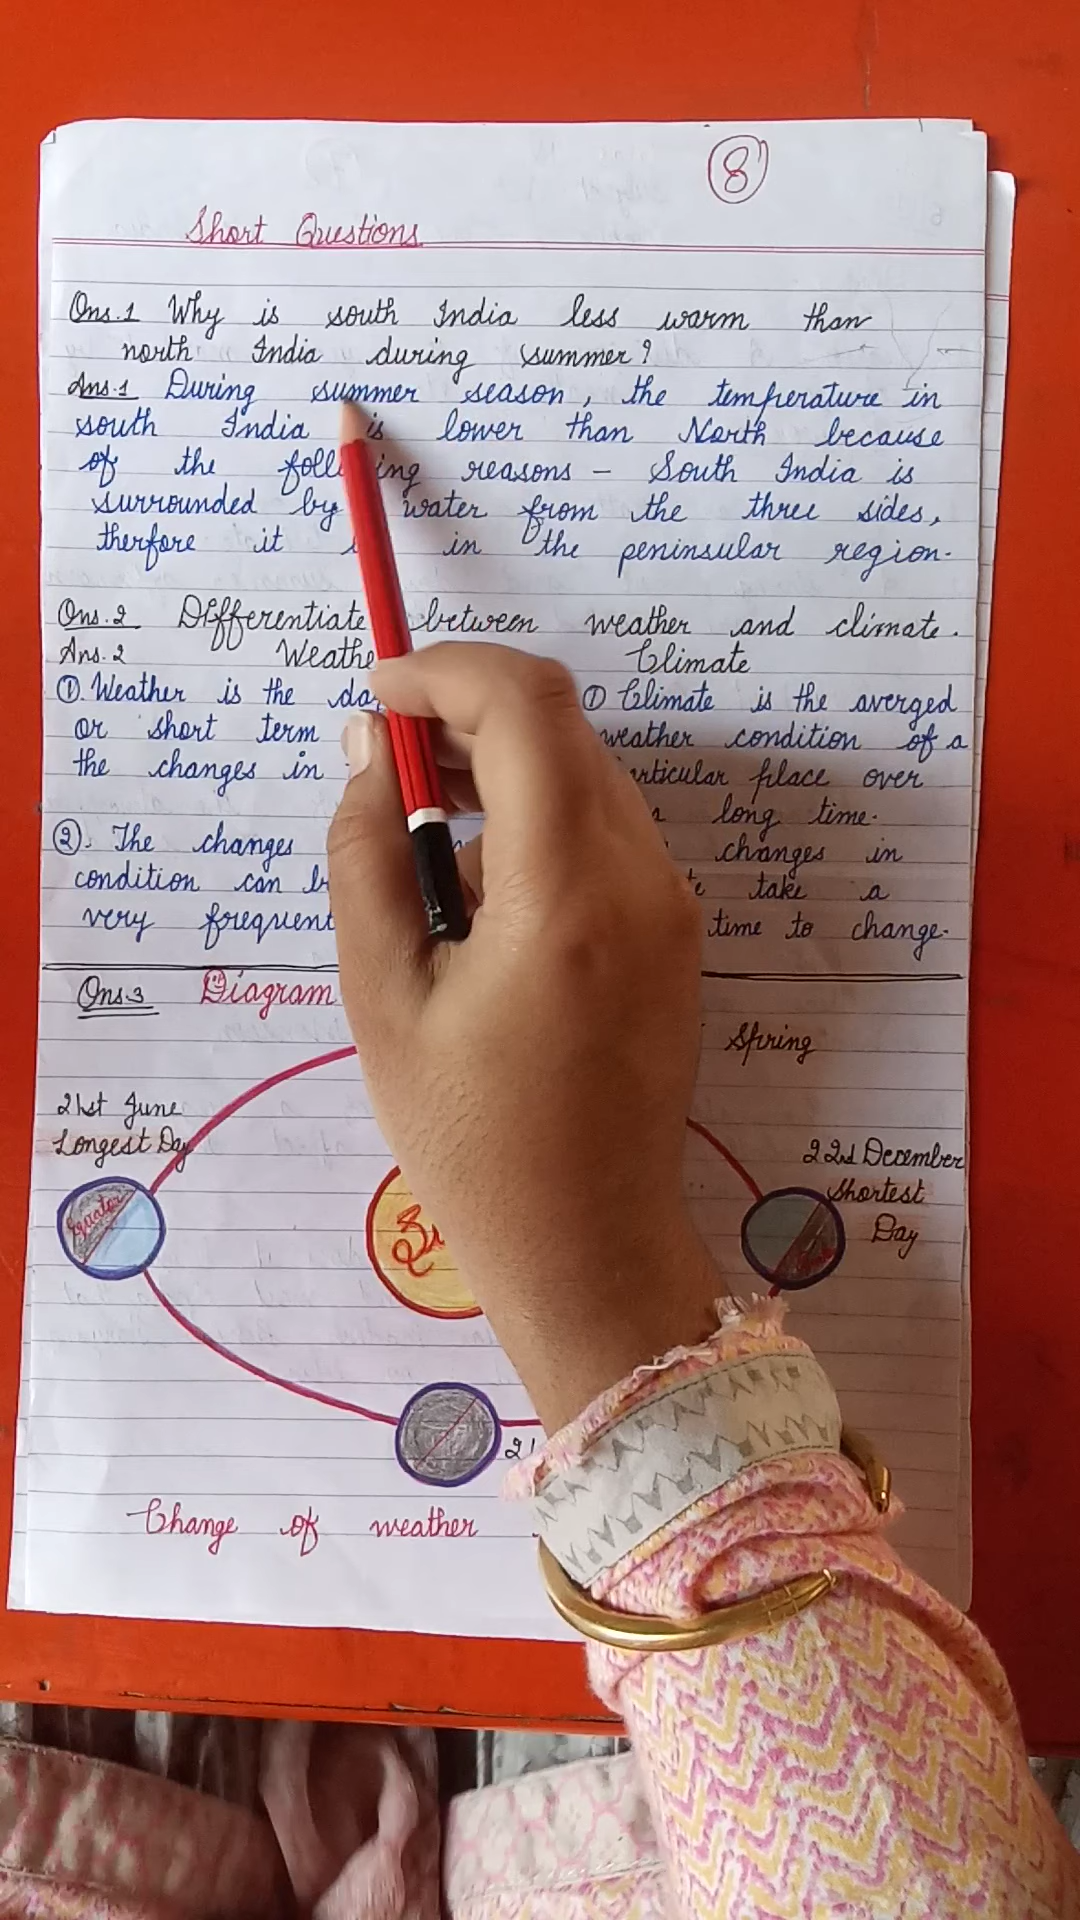 8
Short Questions
Qns.1 Why is south India less warm than
north India during summer?
Ans.1 During summer season, the temperature in
south India is lower than North because
of the following reasons - South India is
surrounded by water from the three sides,
therfore it in the peninsular region.
Qns.2 Differentiate between weather and climate.
Ans.2 Climate
① Weather is the ① Climate is the averged
or short term weather condition of a
the changes in particular place over
② The changes long time.
condition can changes in
very take a
time to change.
Qns.3 Diagram
Spring
21st June
Longest Day
22nd December
Shortest
Day
Equator
Change of weather